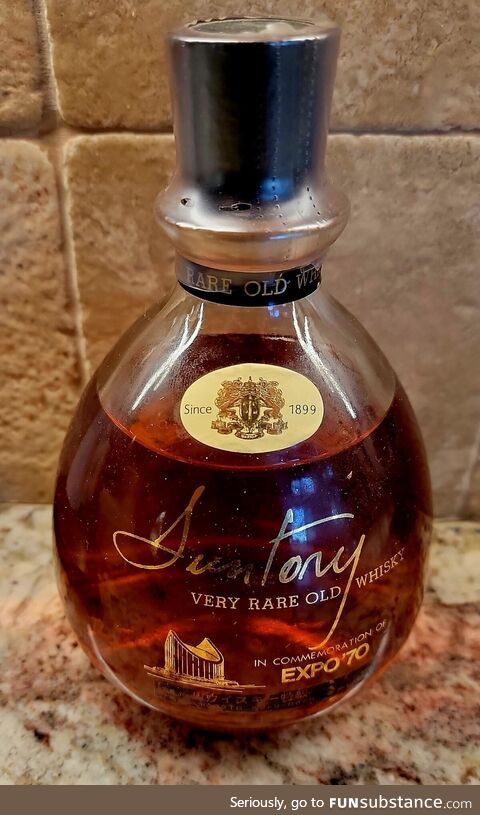 RARE OLD WH
Since 1899
Suntory
VERY RARE OLD WHISKY
IN COMMEMORATION OF
EXPO'70
Seriously, go to FUNsubstance.com